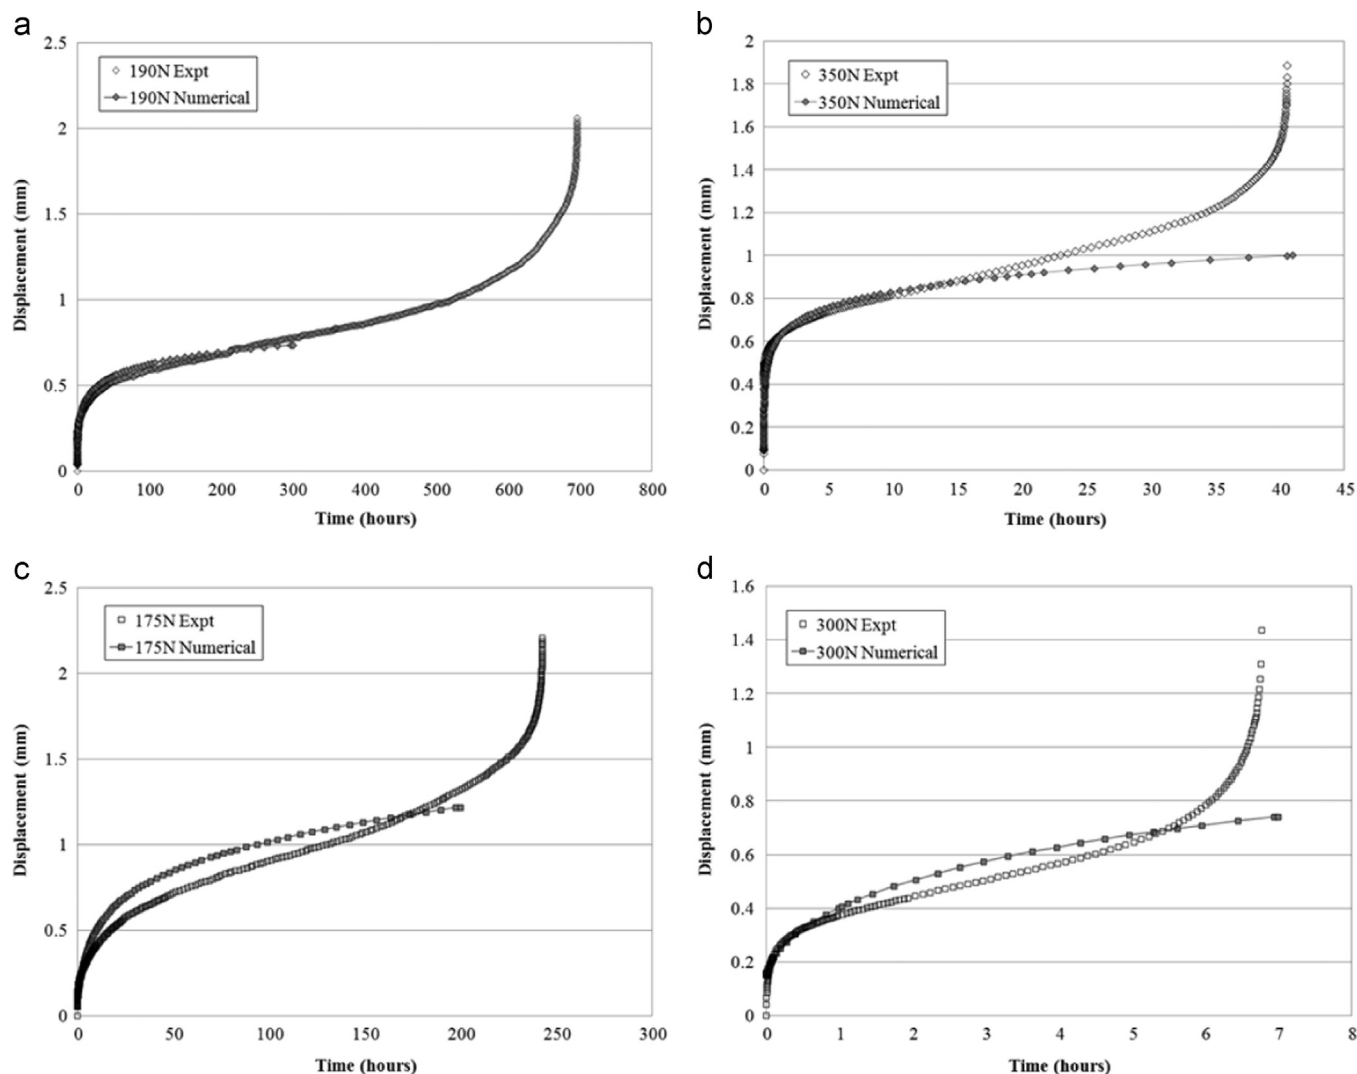 a
2.5
2
1.5
1
0.5
0
Displacement (mm)
190N Expt
190N Numerical
0 100 200 300 400 500 600 700 800
Time (hours)
b
2
1.8
1.6
1.4
1.2
1
0.8
0.6
0.4
0.2
0
Displacement (mm)
350N Expt
350N Numerical
0 5 10 15 20 25 30 35 40 45
Time (hours)
c
2.5
2
1.5
1
0.5
0
Displacement (mm)
175N Expt
175N Numerical
0 50 100 150 200 250 300
Time (hours)
d
1.6
1.4
1.2
1
0.8
0.6
0.4
0.2
0
Displacement (mm)
300N Expt
300N Numerical
0 1 2 3 4 5 6 7 8
Time (hours)